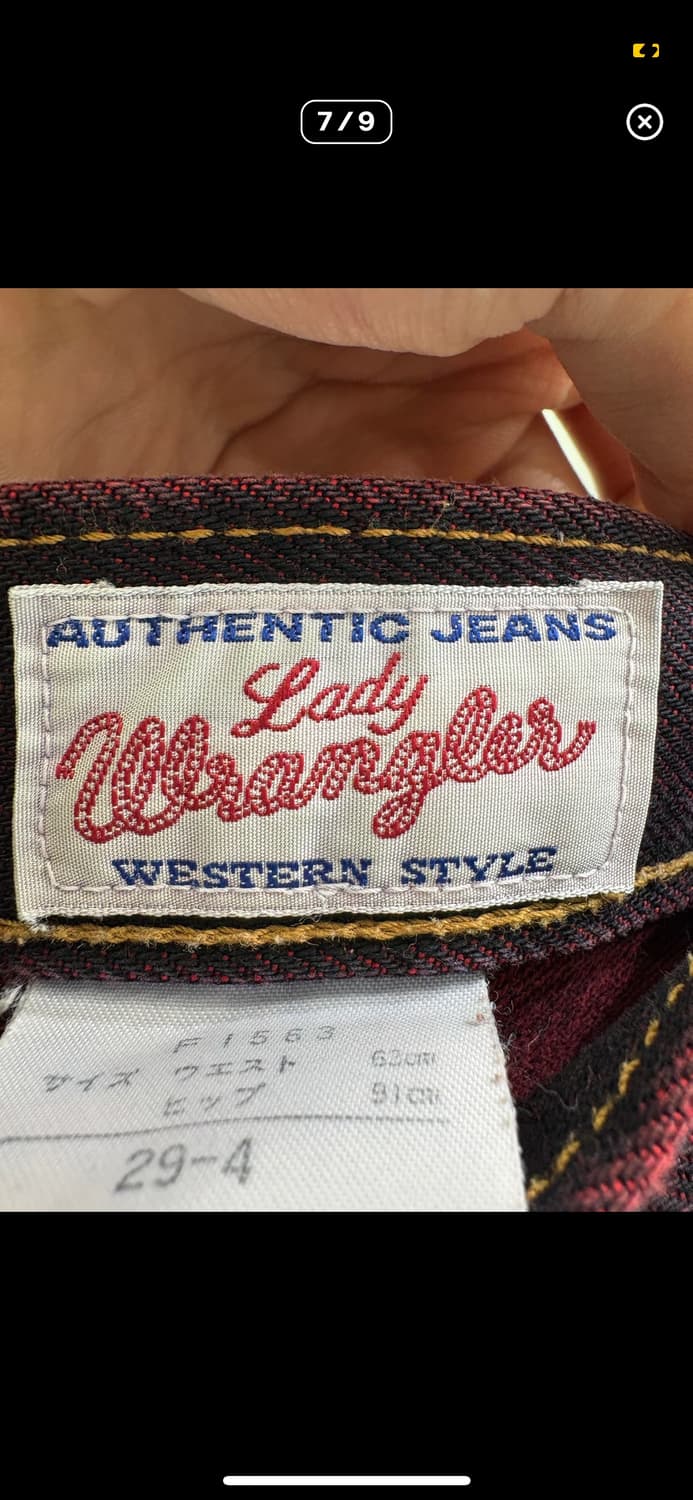 7/9
AUTHENTIC JEANS
Lady
Wrangler
WESTERN STYLE
F1563
サイズ ウエスト 63cm
ヒップ 91cm
29-4